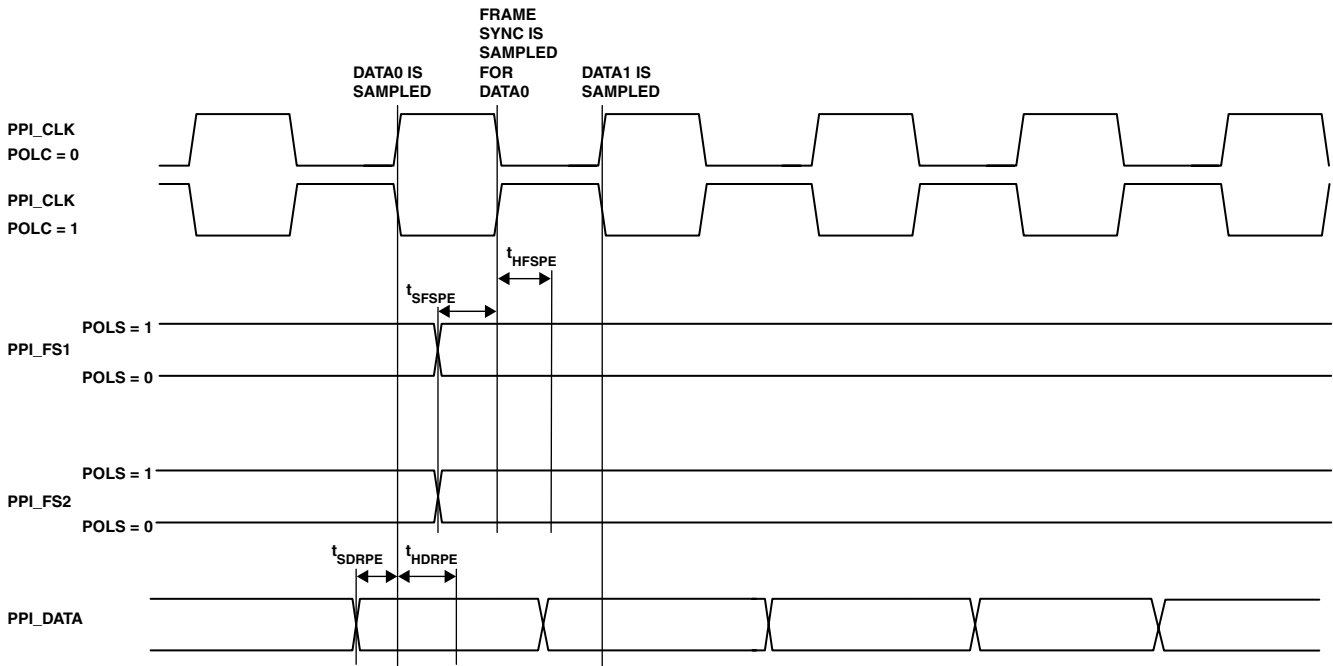 FRAME
SYNC IS
SAMPLED
FOR
DATA0
DATA0 IS
SAMPLED
DATA1 IS
SAMPLED
PPI_CLK
POLC = 0
PPI_CLK
POLC = 1
tHFSPE
tSFSPE
POLS = 1
PPI_FS1
POLS = 0
POLS = 1
PPI_FS2
POLS = 0
tSDRPE tHDRPE
PPI_DATA